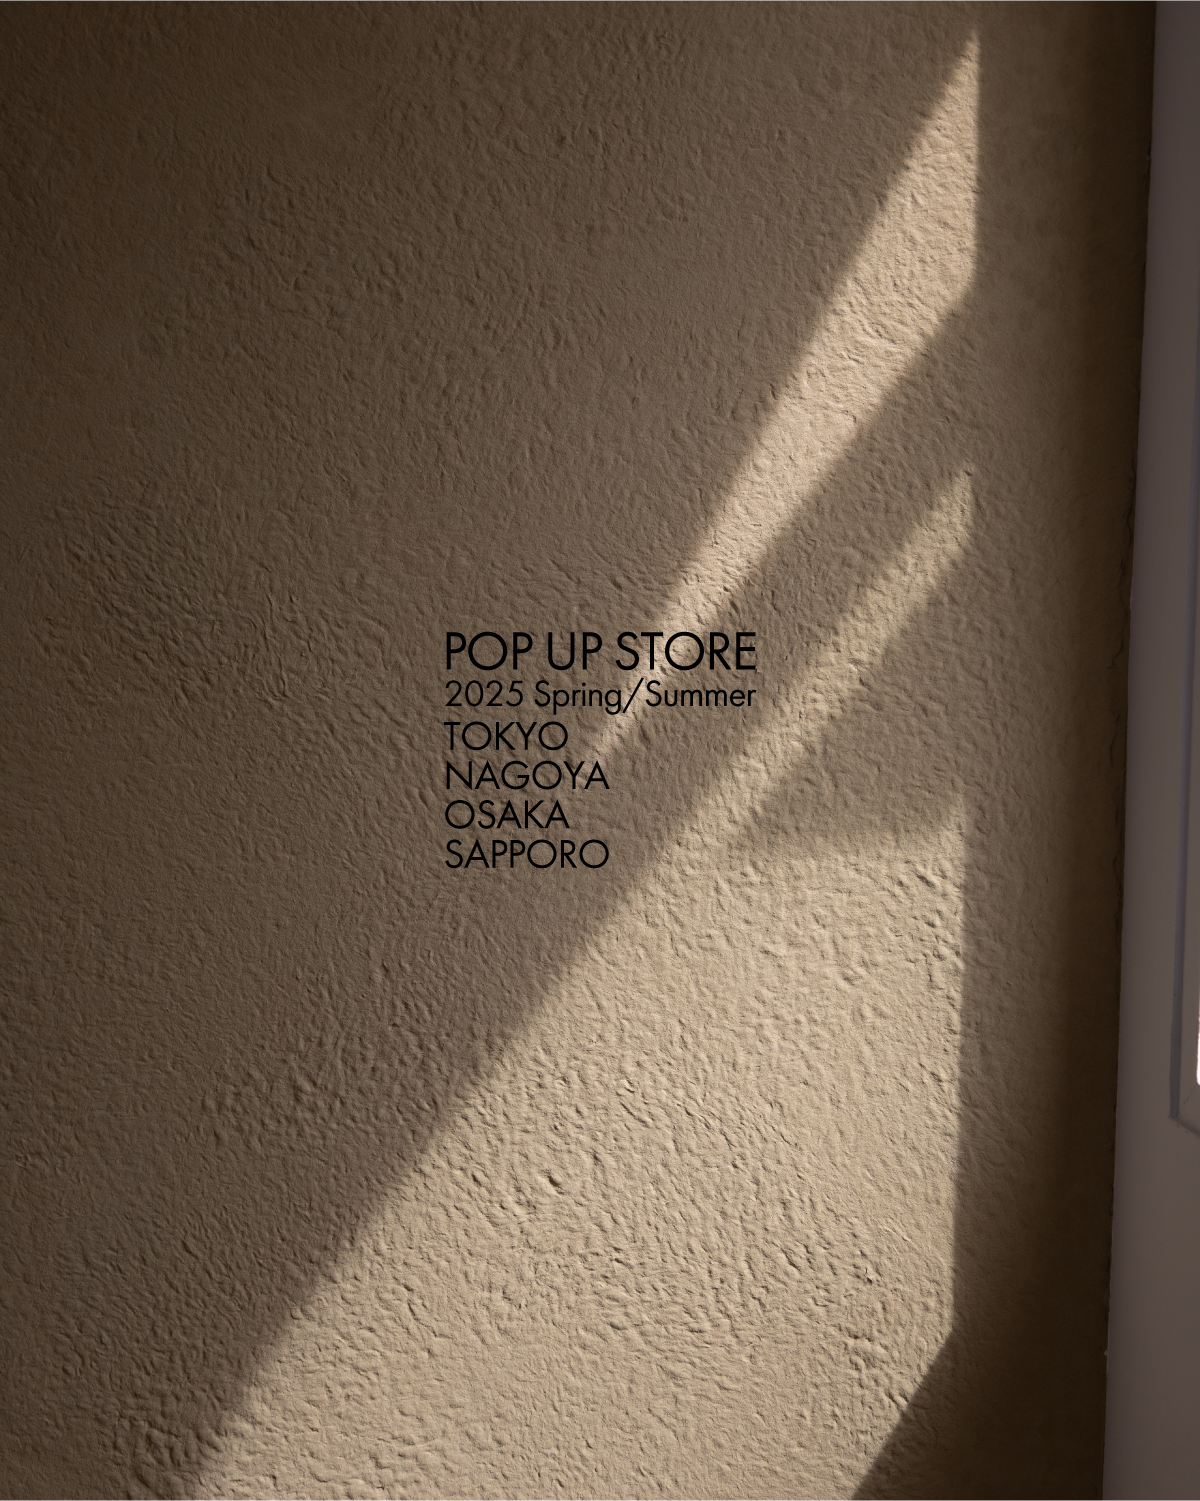 POP UP STORE
2025 Spring/Summer
TOKYO
NAGOYA
OSAKA
SAPPORO